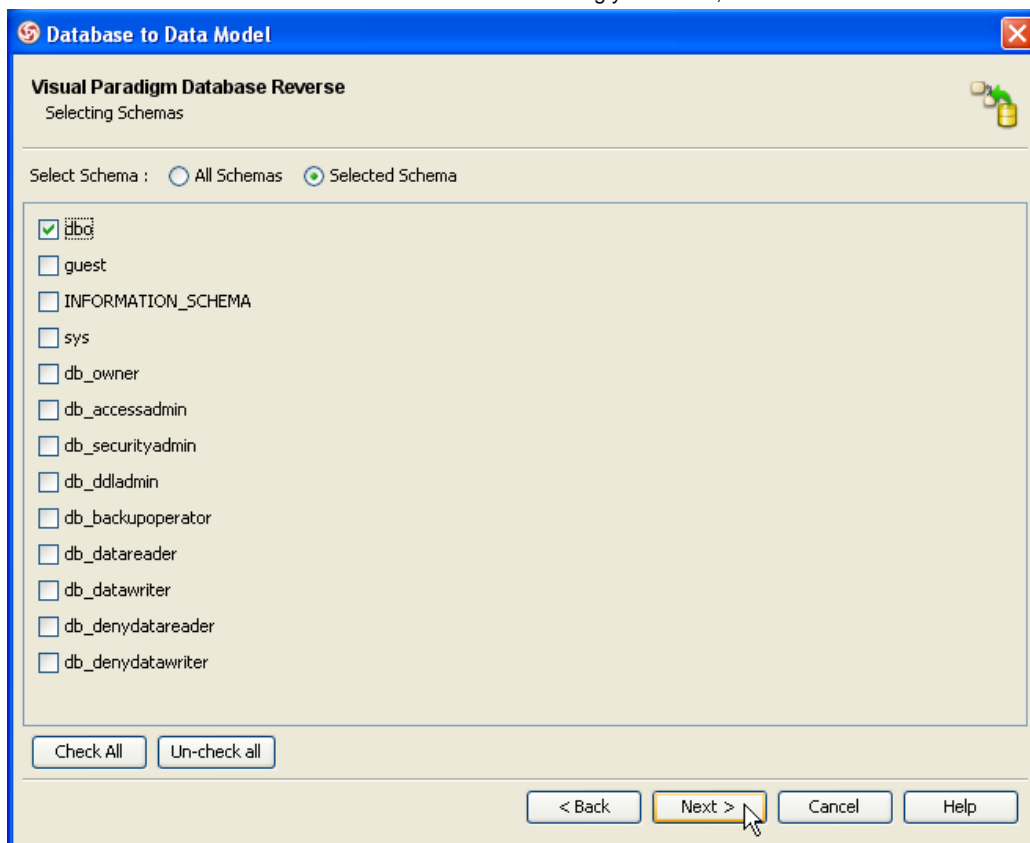 Database to Data Model
Visual Paradigm Database Reverse
Selecting Schemas
Select Schema : All Schemas Selected Schema
dbo
guest
INFORMATION_SCHEMA
sys
db_owner
db_accessadmin
db_securityadmin
db_ddladmin
db_backupoperator
db_datareader
db_datawriter
db_denydatareader
db_denydatawriter
Check All Un-check all
< Back Next > Cancel Help